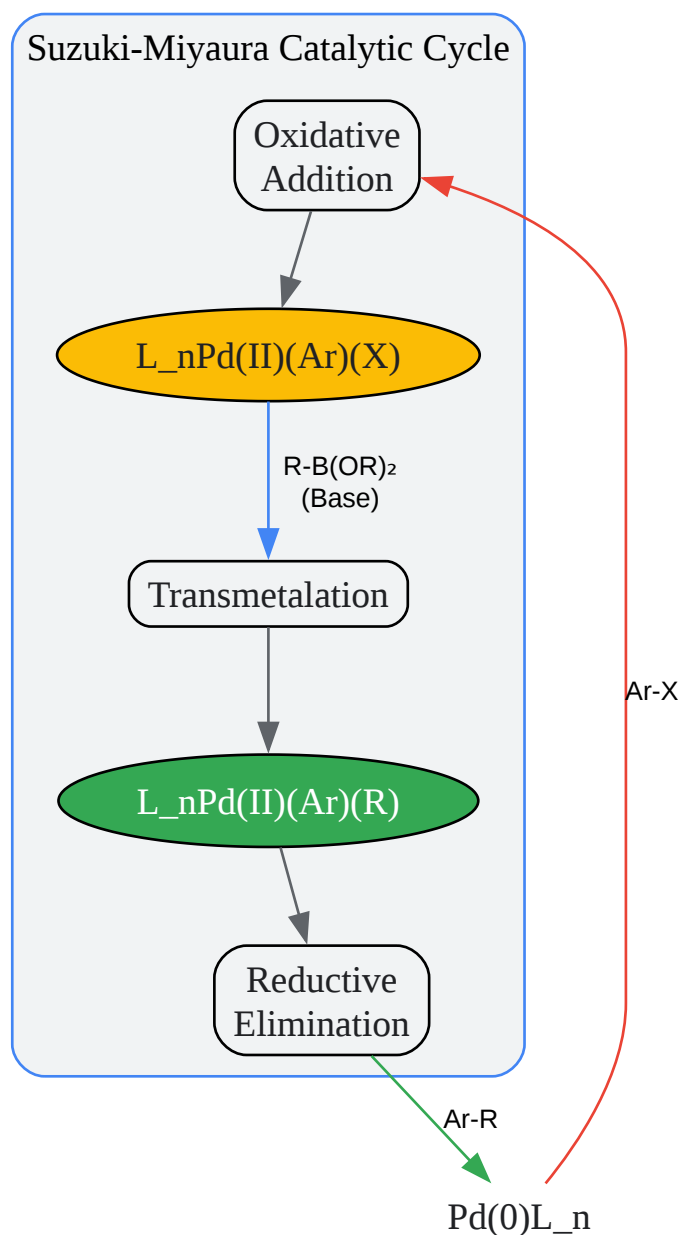 Suzuki-Miyaura Catalytic Cycle
Oxidative
Addition
L_nPd(II)(Ar)(X)
R-B(OR)₂
(Base)
Transmetalation
Ar-X
L_nPd(II)(Ar)(R)
Reductive
Elimination
Ar-R
Pd(0)L_n